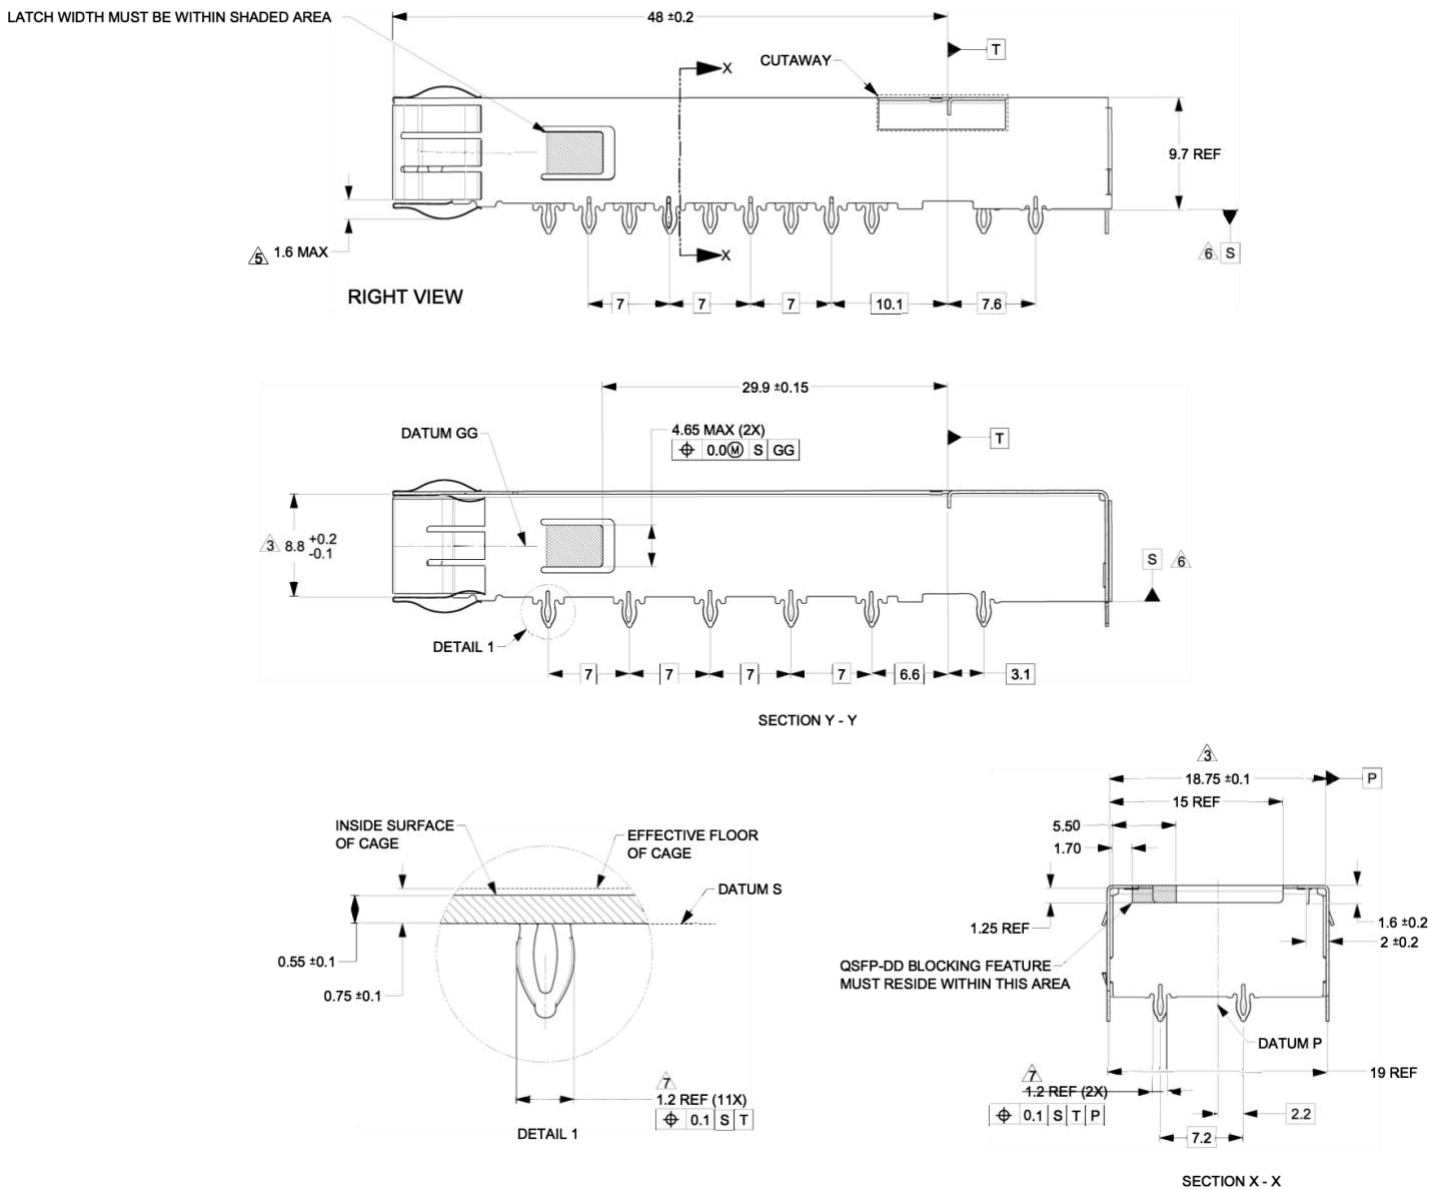 LATCH WIDTH MUST BE WITHIN SHADED AREA
48 ±0.2
T
CUTAWAY
X
9.7 REF
5 1.6 MAX
X
6 S
RIGHT VIEW
7 7 7 10.1 7.6
29.9 ±0.15
DATUM GG
4.65 MAX (2X)
⌖ 0.0Ⓜ S GG
T
3 8.8 +0.2
-0.1
S 6
DETAIL 1
7 7 7 7 6.6 3.1
SECTION Y - Y
INSIDE SURFACE
OF CAGE
EFFECTIVE FLOOR
OF CAGE
DATUM S
0.55 ±0.1
0.75 ±0.1
7
1.2 REF (11X)
⌖ 0.1 S T
DETAIL 1
3
18.75 ±0.1
P
15 REF
5.50
1.70
1.25 REF
1.6 ±0.2
2 ±0.2
QSFP-DD BLOCKING FEATURE
MUST RESIDE WITHIN THIS AREA
DATUM P
19 REF
7
1.2 REF (2X)
⌖ 0.1 S T P
2.2
7.2
SECTION X - X